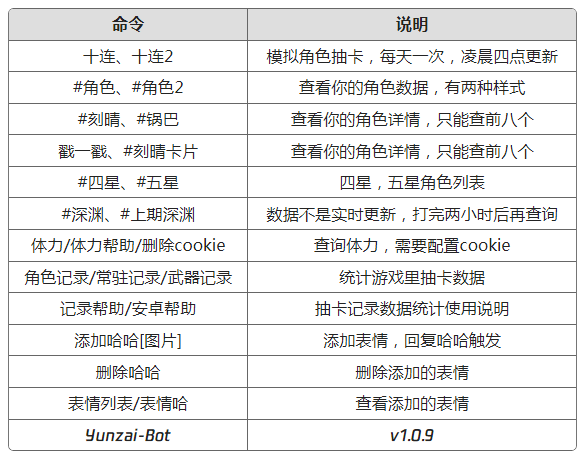 命令 说明
十连、十连2 模拟角色抽卡，每天一次，凌晨四点更新
#角色、#角色2 查看你的角色数据，有两种样式
#刻晴、#锅巴 查看你的角色详情，只能查前八个
戳一戳、#刻晴卡片 查看你的角色详情，只能查前八个
#四星、#五星 四星，五星角色列表
#深渊、#上期深渊 数据不是实时更新，打完两小时后再查询
体力/体力帮助/删除cookie 查询体力，需要配置cookie
角色记录/常驻记录/武器记录 统计游戏里抽卡数据
记录帮助/安卓帮助 抽卡记录数据统计使用说明
添加哈哈[图片] 添加表情，回复哈哈触发
删除哈哈 删除添加的表情
表情列表/表情哈 查看添加的表情
Yunzai-Bot v1.0.9